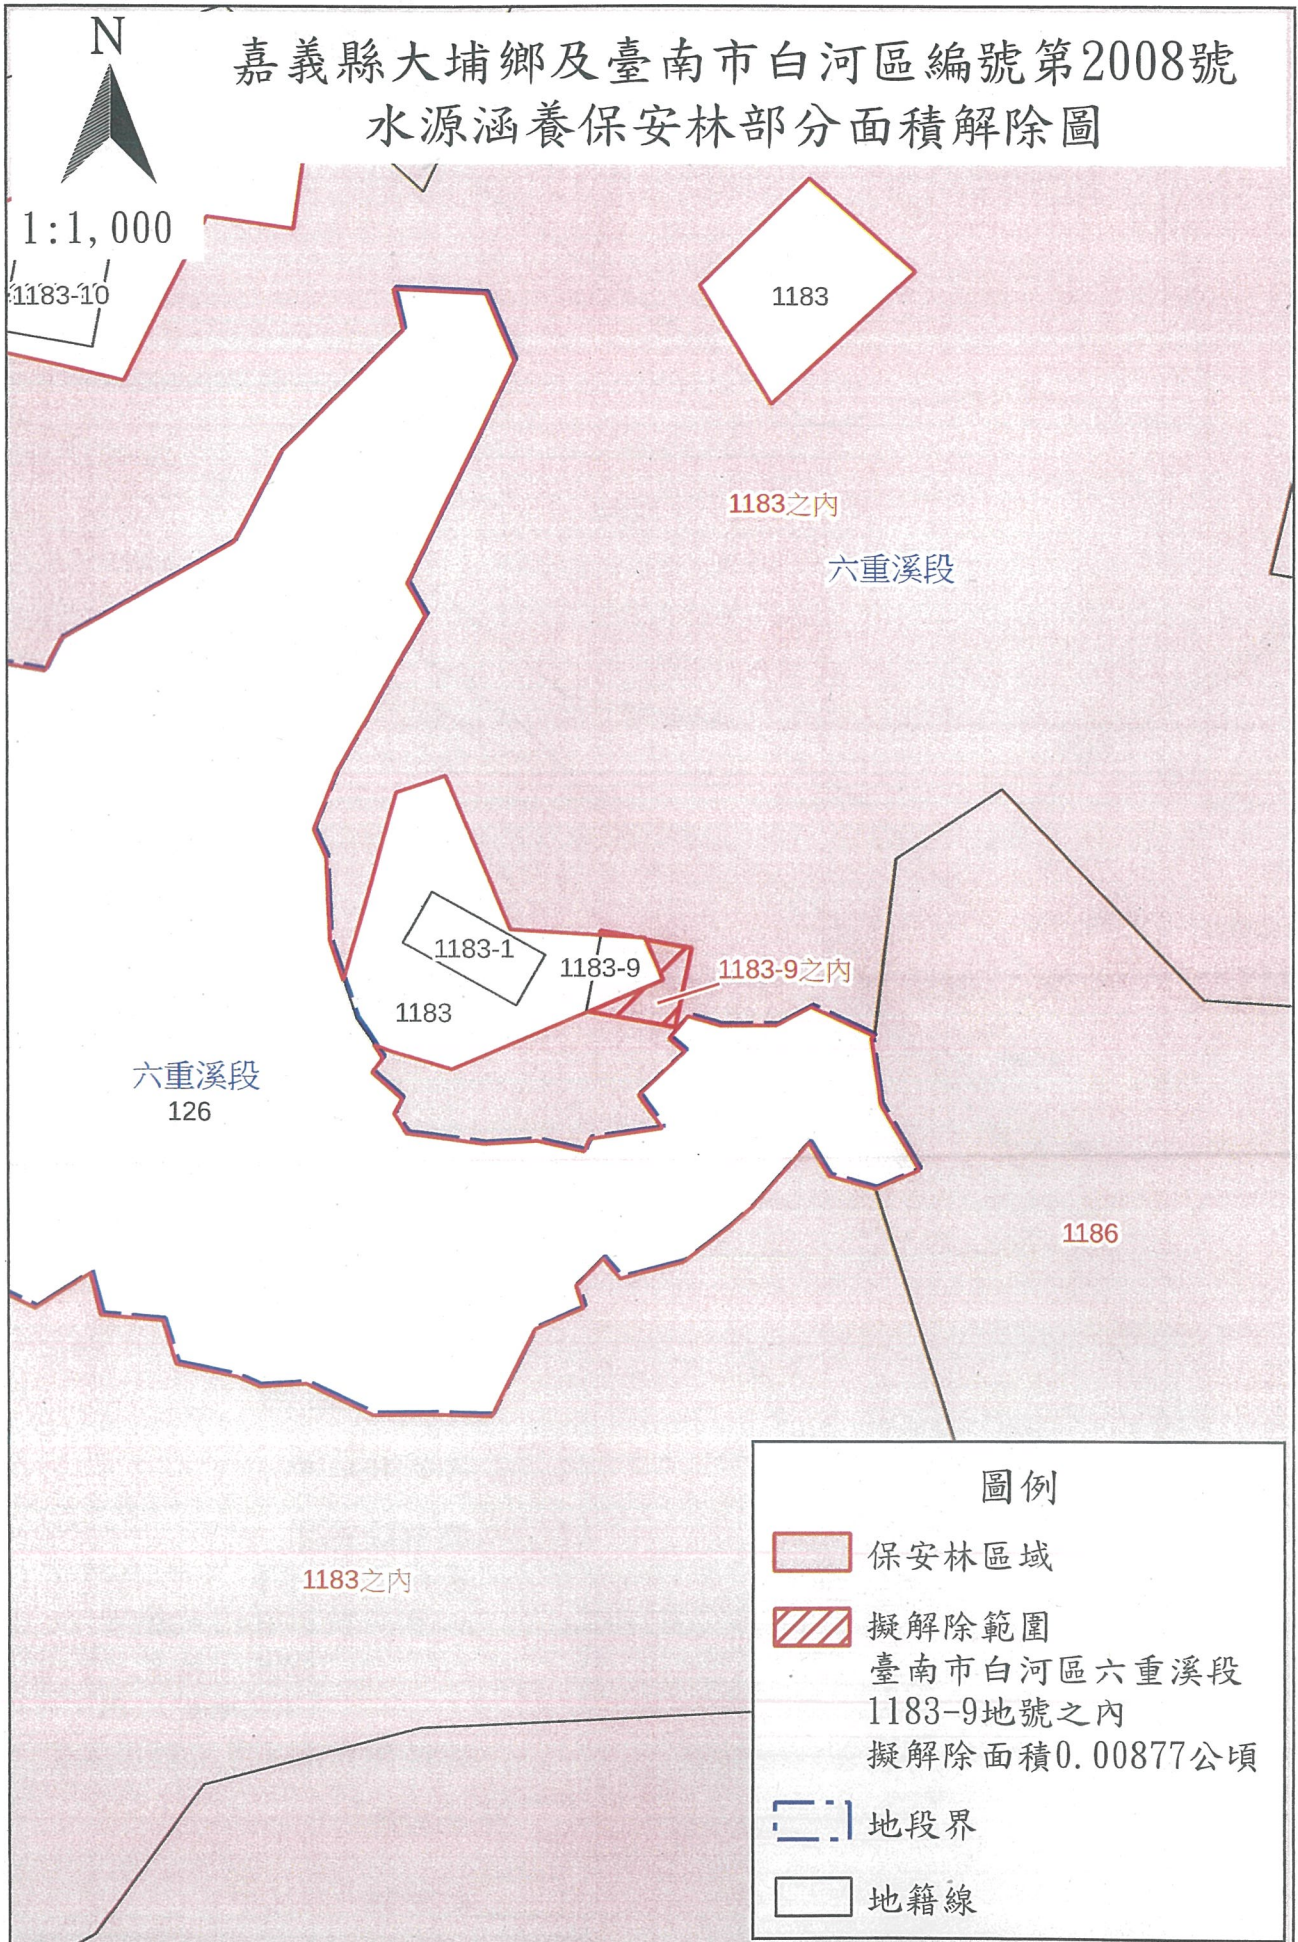 N
嘉義縣大埔鄉及臺南市白河區編號第2008號
水源涵養保安林部分面積解除圖
1:1,000
1183-10
1183
1183之內
六重溪段
1183-1
1183-9
1183-9之內
1183
六重溪段
126
1186
1183之內
圖例
保安林區域
擬解除範圍
臺南市白河區六重溪段
1183-9地號之內
擬解除面積0.00877公頃
地段界
地籍線